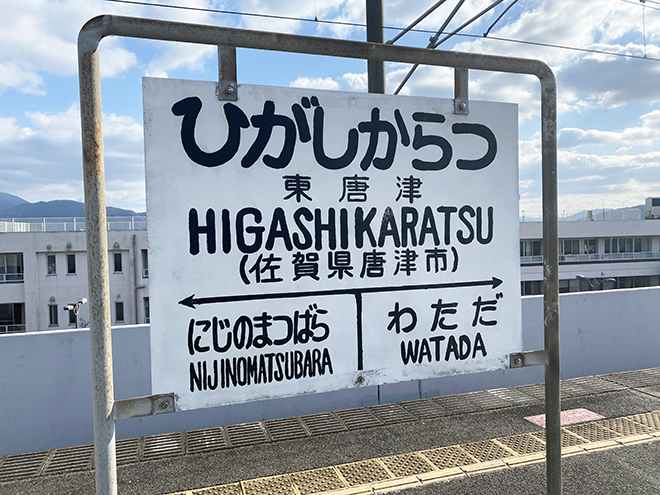 ひがしからつ
東唐津
HIGASHIKARATSU
(佐賀県唐津市)
にじのまつばら
わただ
NIJINOMATSUBARA
WATADA